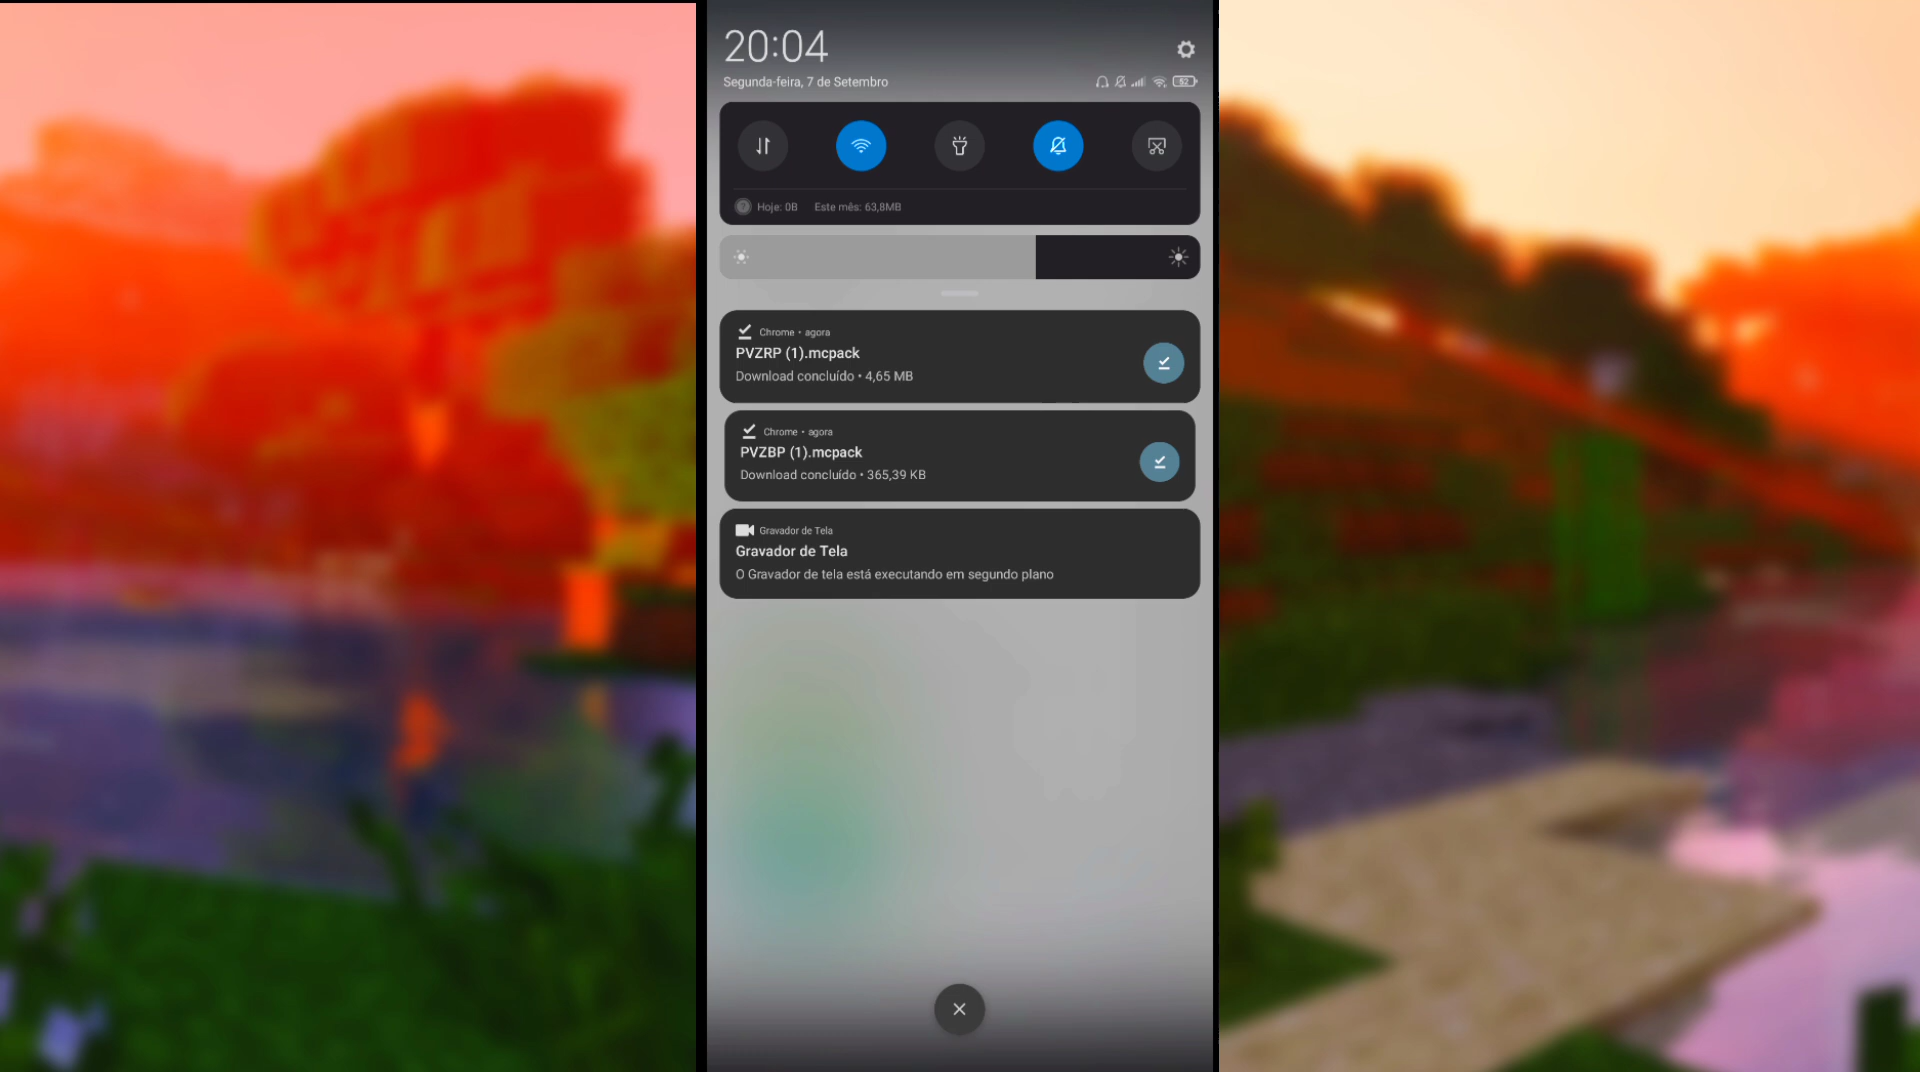 20:04
Segunda-feira, 7 de Setembro
52
Hoje: 0B Este mês: 63,8MB
Chrome • agora
PVZRP (1).mcpack
Download concluído • 4,65 MB
Chrome • agora
PVZBP (1).mcpack
Download concluído • 365,39 KB
Gravador de Tela
Gravador de Tela
O Gravador de tela está executando em segundo plano